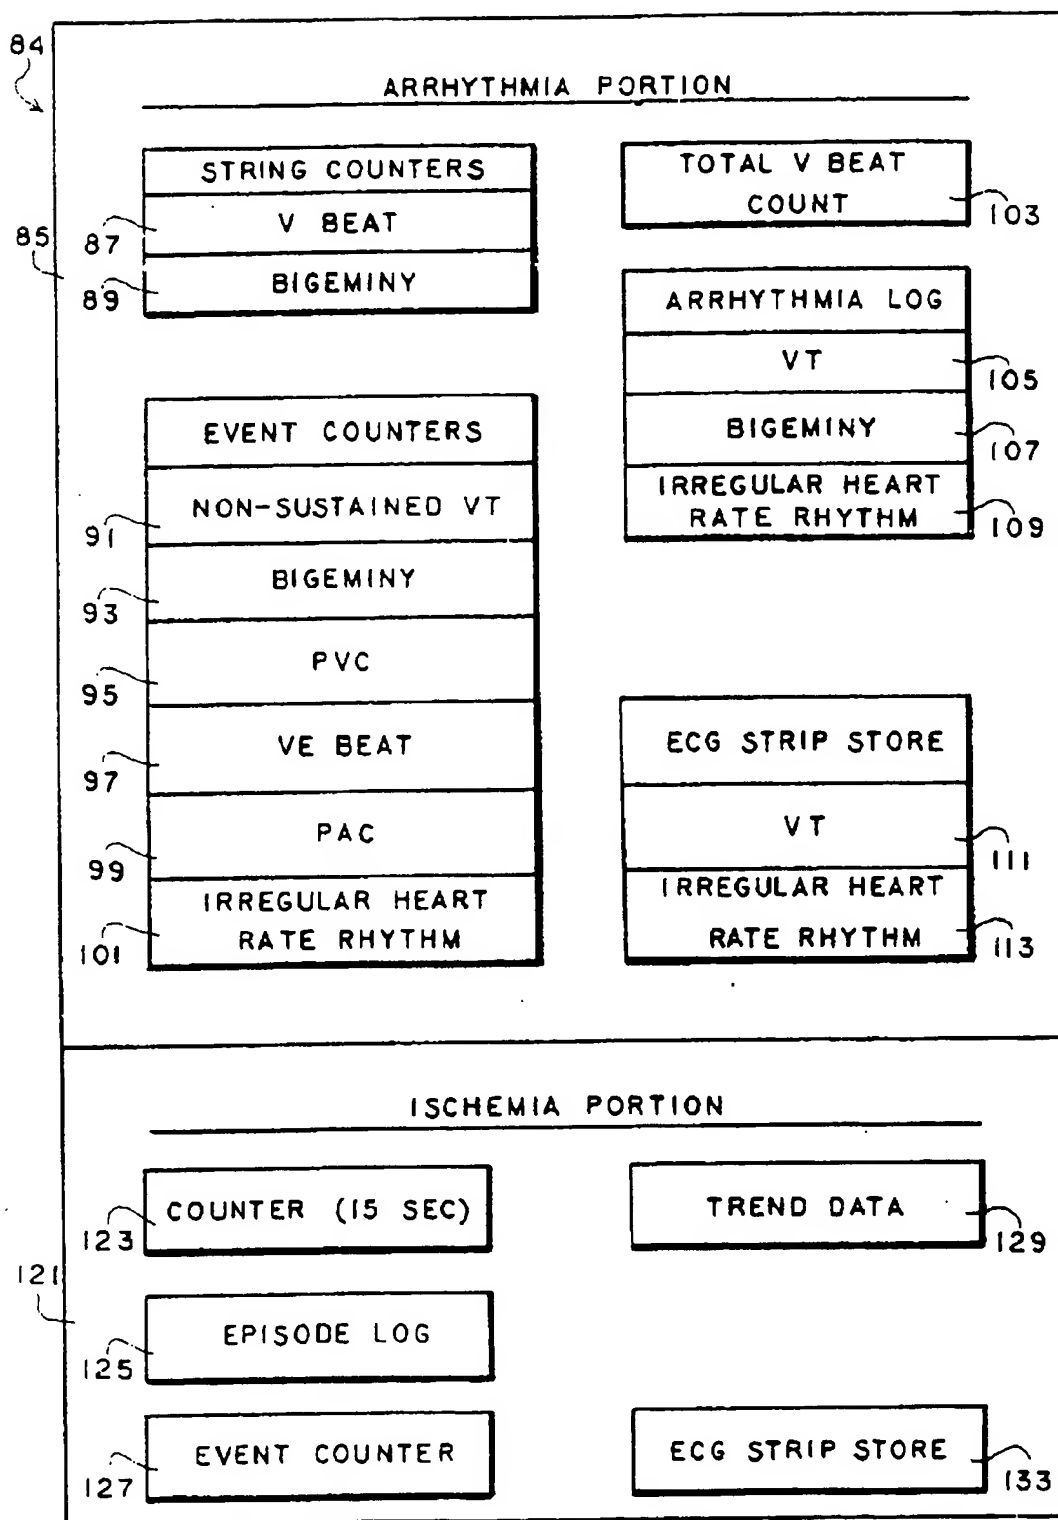 84
ARRHYTHMIA PORTION
STRING COUNTERS
V BEAT
BIGEMINY
85
87
89
TOTAL V BEAT
COUNT
103
ARRHYTHMIA LOG
VT
105
BIGEMINY
107
IRREGULAR HEART
RATE RHYTHM
109
EVENT COUNTERS
NON-SUSTAINED VT
91
BIGEMINY
93
PVC
95
VE BEAT
97
PAC
99
IRREGULAR HEART
RATE RHYTHM
101
ECG STRIP STORE
VT
111
IRREGULAR HEART
RATE RHYTHM
113
ISCHEMIA PORTION
COUNTER (15 SEC)
123
TREND DATA
129
121
EPISODE LOG
125
EVENT COUNTER
127
ECG STRIP STORE
133